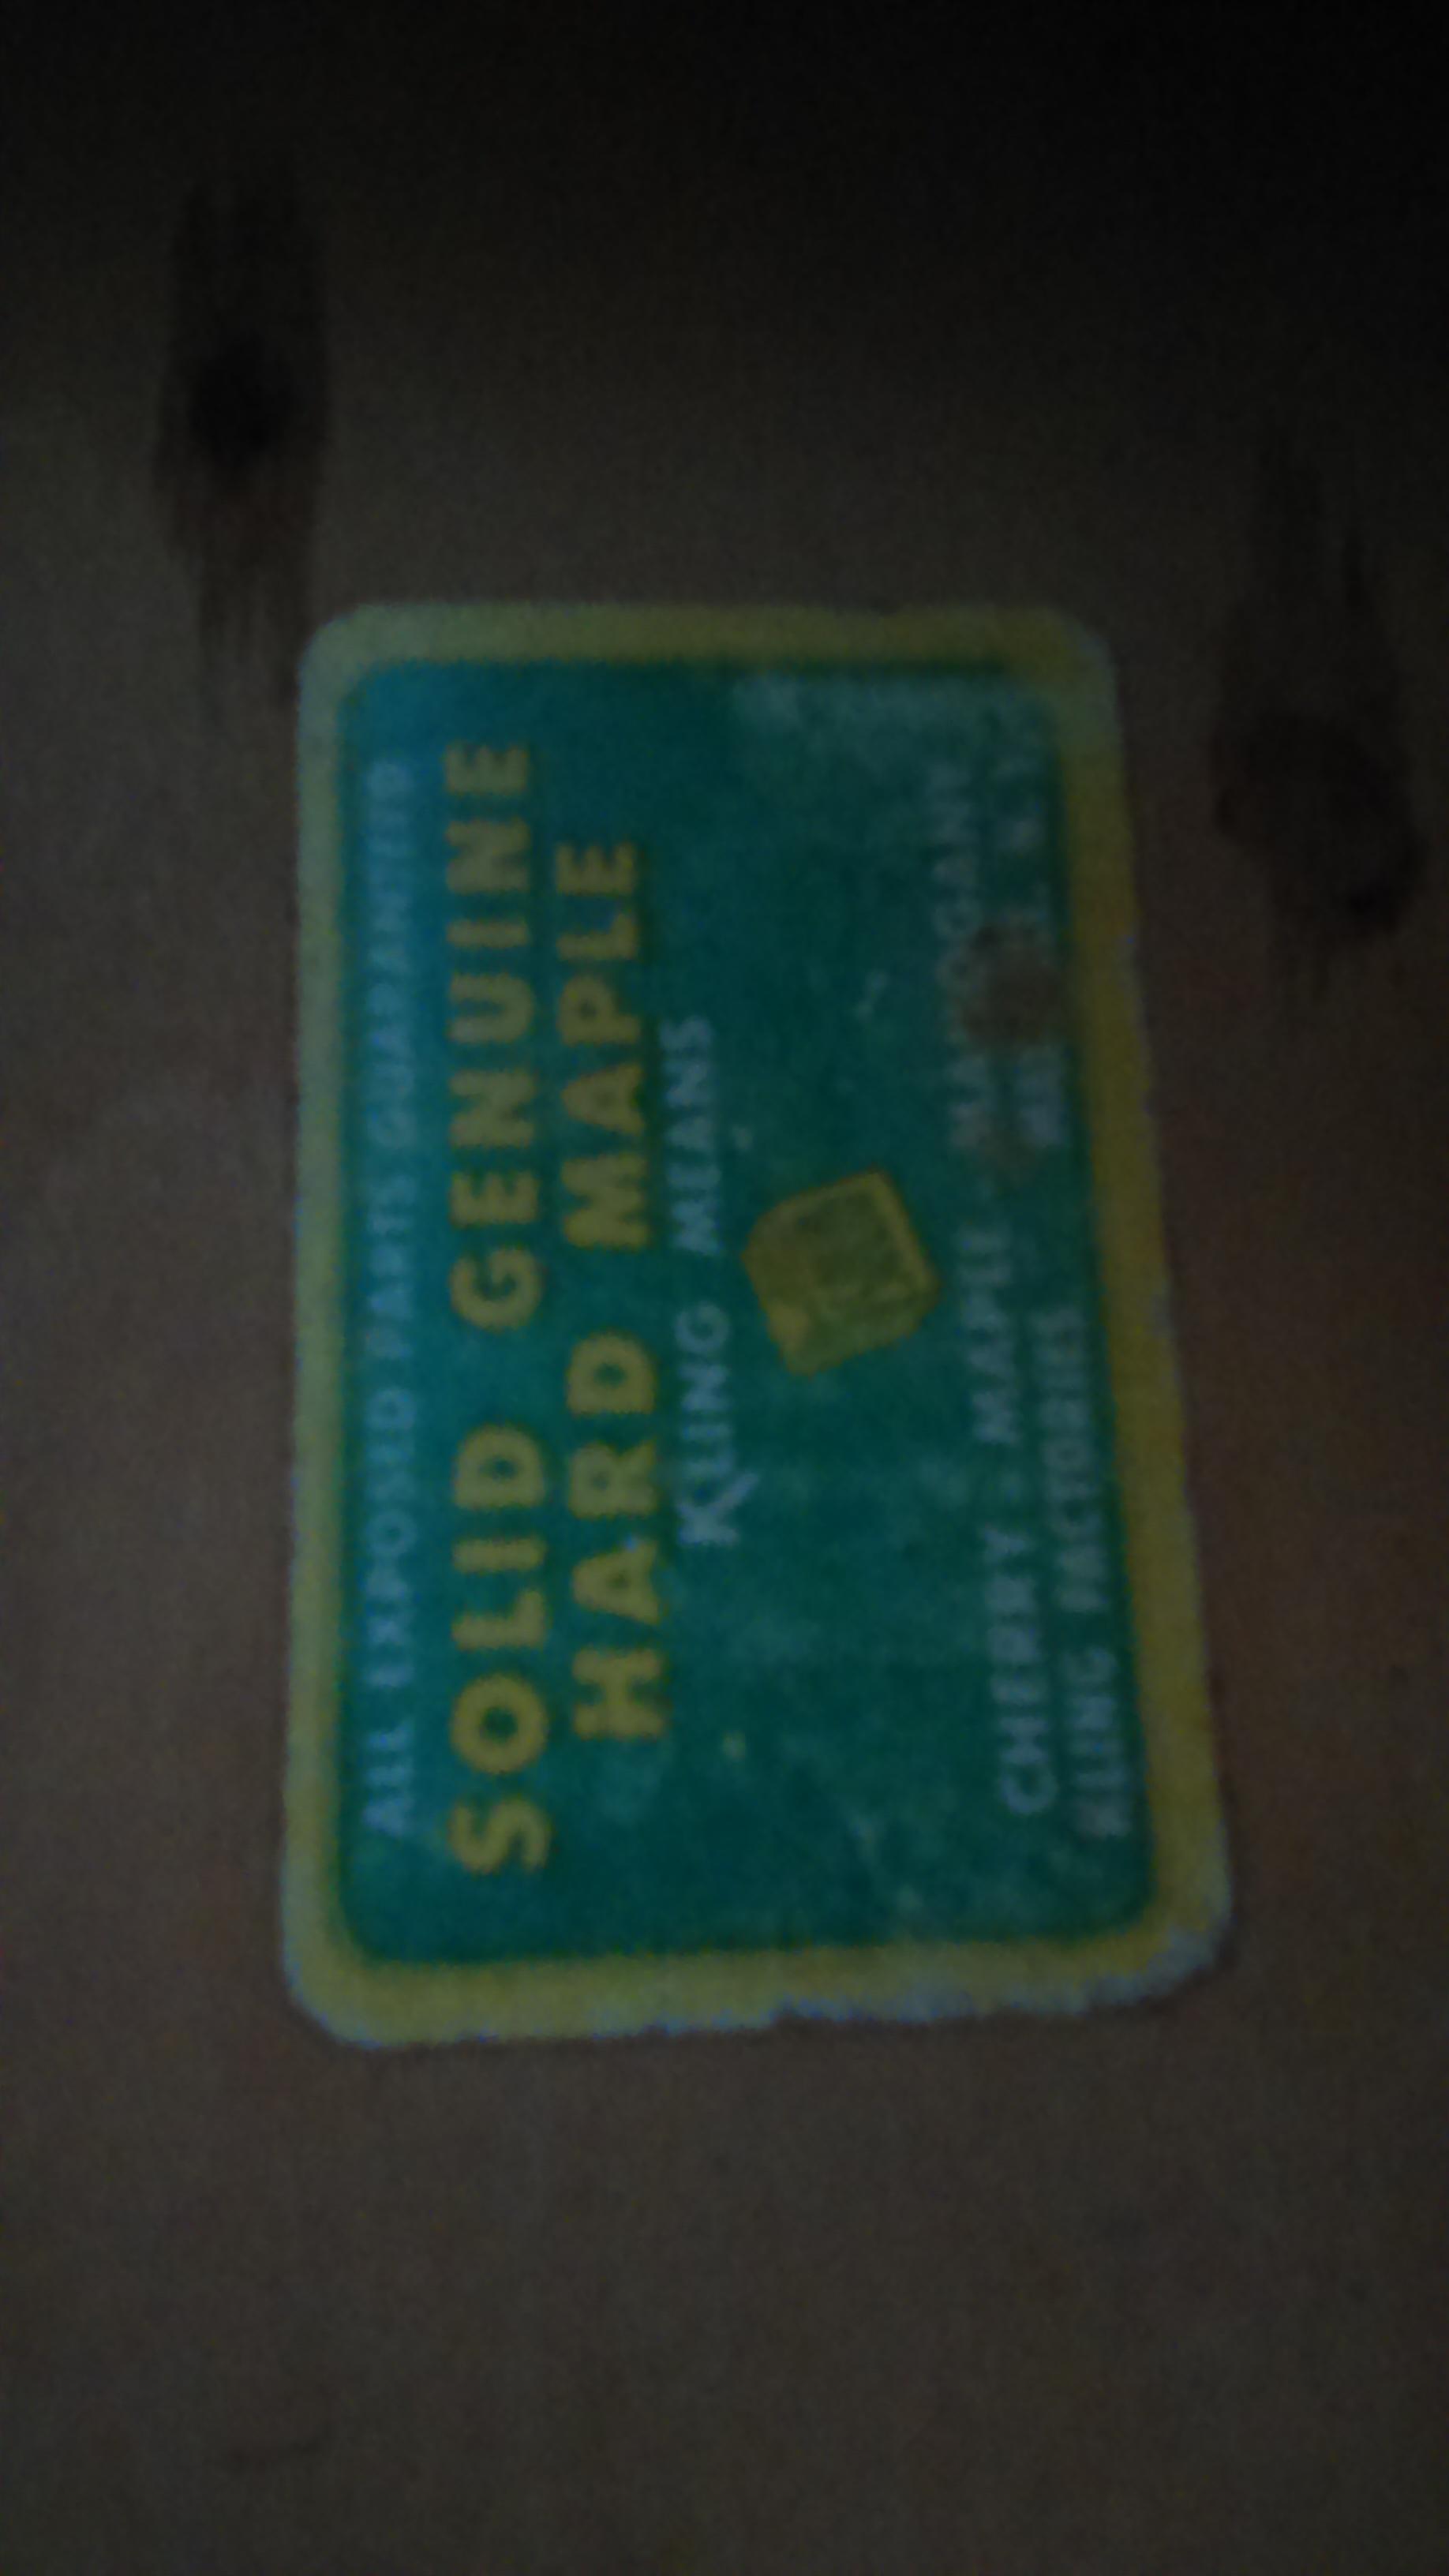 ALL EXPOSED PARTS GUARANTEED
SOLID GENUINE
HARD MAPLE
KLING MEANS
CHERRY - MAPLE - MAHOGANY
KLING FACTORIES